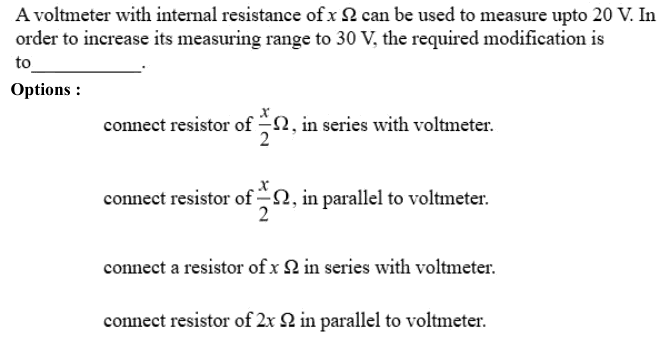 A voltmeter with internal resistance of x Ω can be used to measure upto 20 V. In
order to increase its measuring range to 30 V, the required modification is
to____________.
Options :
connect resistor of x/2 Ω, in series with voltmeter.
connect resistor of x/2 Ω, in parallel to voltmeter.
connect a resistor of x Ω in series with voltmeter.
connect resistor of 2x Ω in parallel to voltmeter.